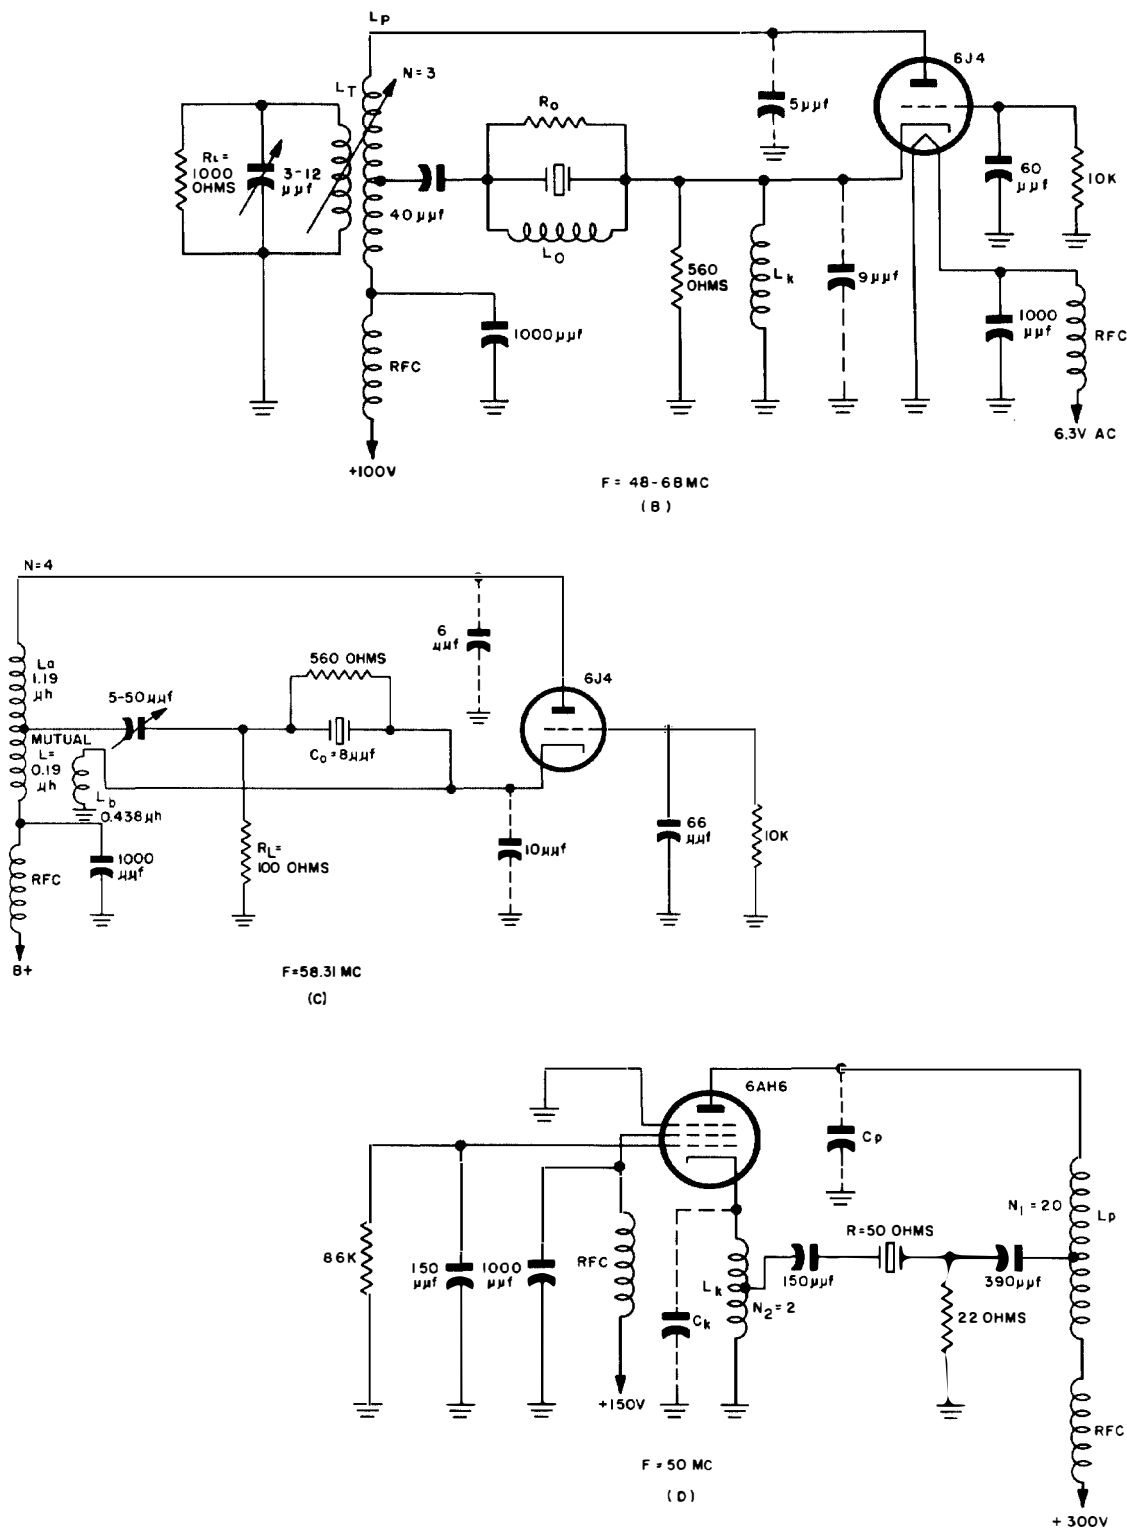 Lp
6J4
N=3
LT
RO
5μμf
RL=
1000
OHMS
3-12
μμf
40μμf
60
μμf
10K
LO
560
OHMS
Lk
9μμf
1000μμf
1000
μμf
RFC
RFC
6.3V AC
+100V
F= 48-68MC
(B)
N=4
6
μμf
La
1.19
μh
560 OHMS
6J4
5-50μμf
MUTUAL
L=
0.19
μh
Co=8μμf
Lb
0.438μh
66
μμf
10K
RL=
100 OHMS
10μμf
1000
μμf
RFC
B+
F=58.31 MC
(C)
6AH6
Cp
N1=20
Lp
R=50 OHMS
86K
150
μμf
1000
μμf
RFC
Lk
150μμf
390μμf
N2=2
Ck
22 OHMS
+150V
RFC
F=50 MC
(D)
+300V